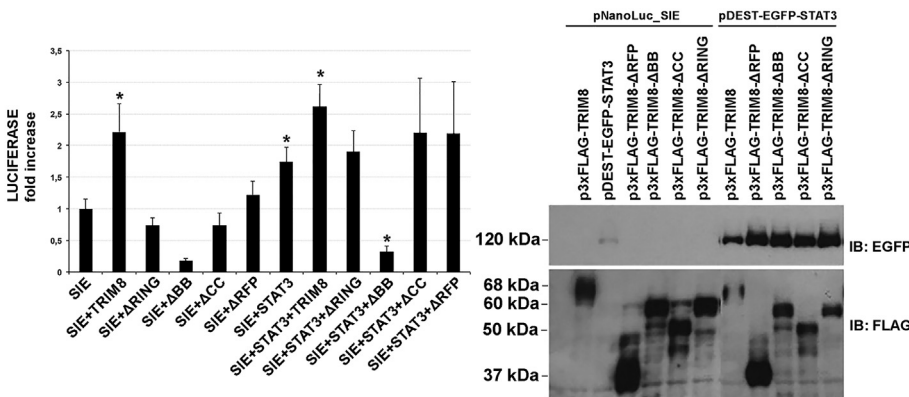 LUCIFERASE
fold increase
3,5
3
2,5
2
1,5
1
0,5
0
*
*
*
*
SIE
SIE+TRIM8
SIE+ΔRING
SIE+ΔBB
SIE+ΔCC
SIE+ΔRFP
SIE+STAT3
SIE+STAT3+TRIM8
SIE+STAT3+ΔRING
SIE+STAT3+ΔBB
SIE+STAT3+ΔCC
SIE+STAT3+ΔRFP
pNanoLuc_SIE
pDEST-EGFP-STAT3
p3xFLAG-TRIM8
pDEST-EGFP-STAT3
p3xFLAG-TRIM8-ΔRFP
p3xFLAG-TRIM8-ΔBB
p3xFLAG-TRIM8-ΔCC
p3xFLAG-TRIM8-ΔRING
p3xFLAG-TRIM8
p3xFLAG-TRIM8-ΔRFP
p3xFLAG-TRIM8-ΔBB
p3xFLAG-TRIM8-ΔCC
p3xFLAG-TRIM8-ΔRING
120 kDa
IB: EGFP
68 kDa
60 kDa
50 kDa
37 kDa
IB: FLAG